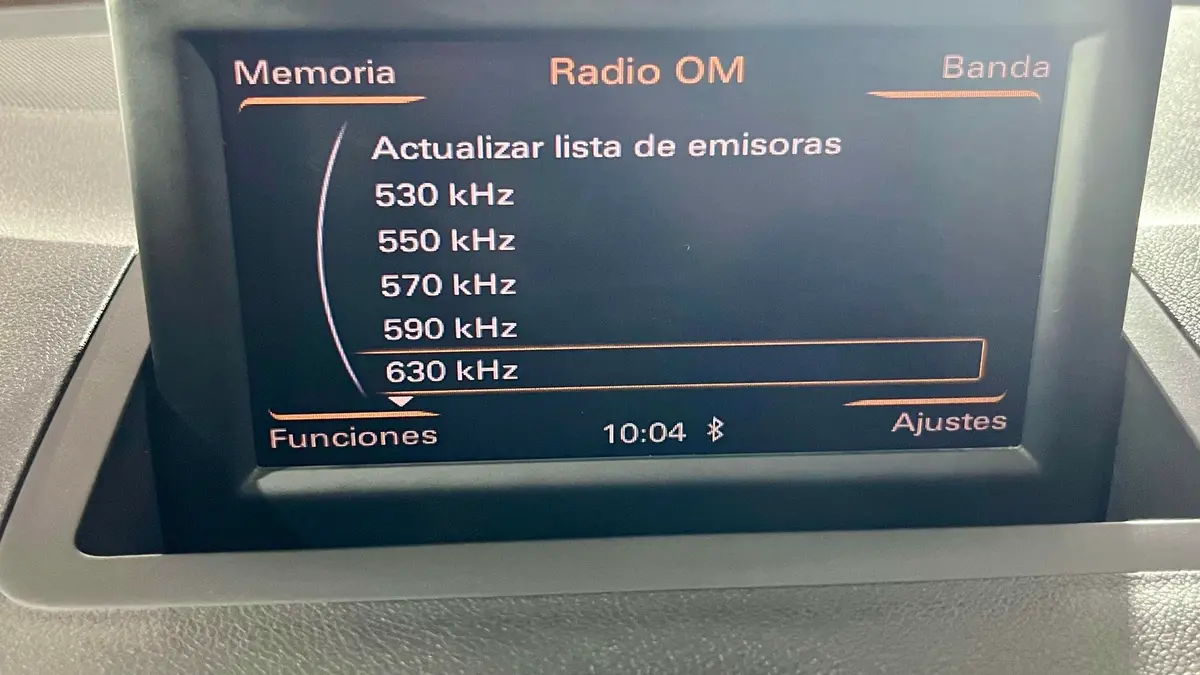 Memoria
Radio OM
Banda
Actualizar lista de emisoras
530 kHz
550 kHz
570 kHz
590 kHz
630 kHz
Funciones
10:04
Ajustes